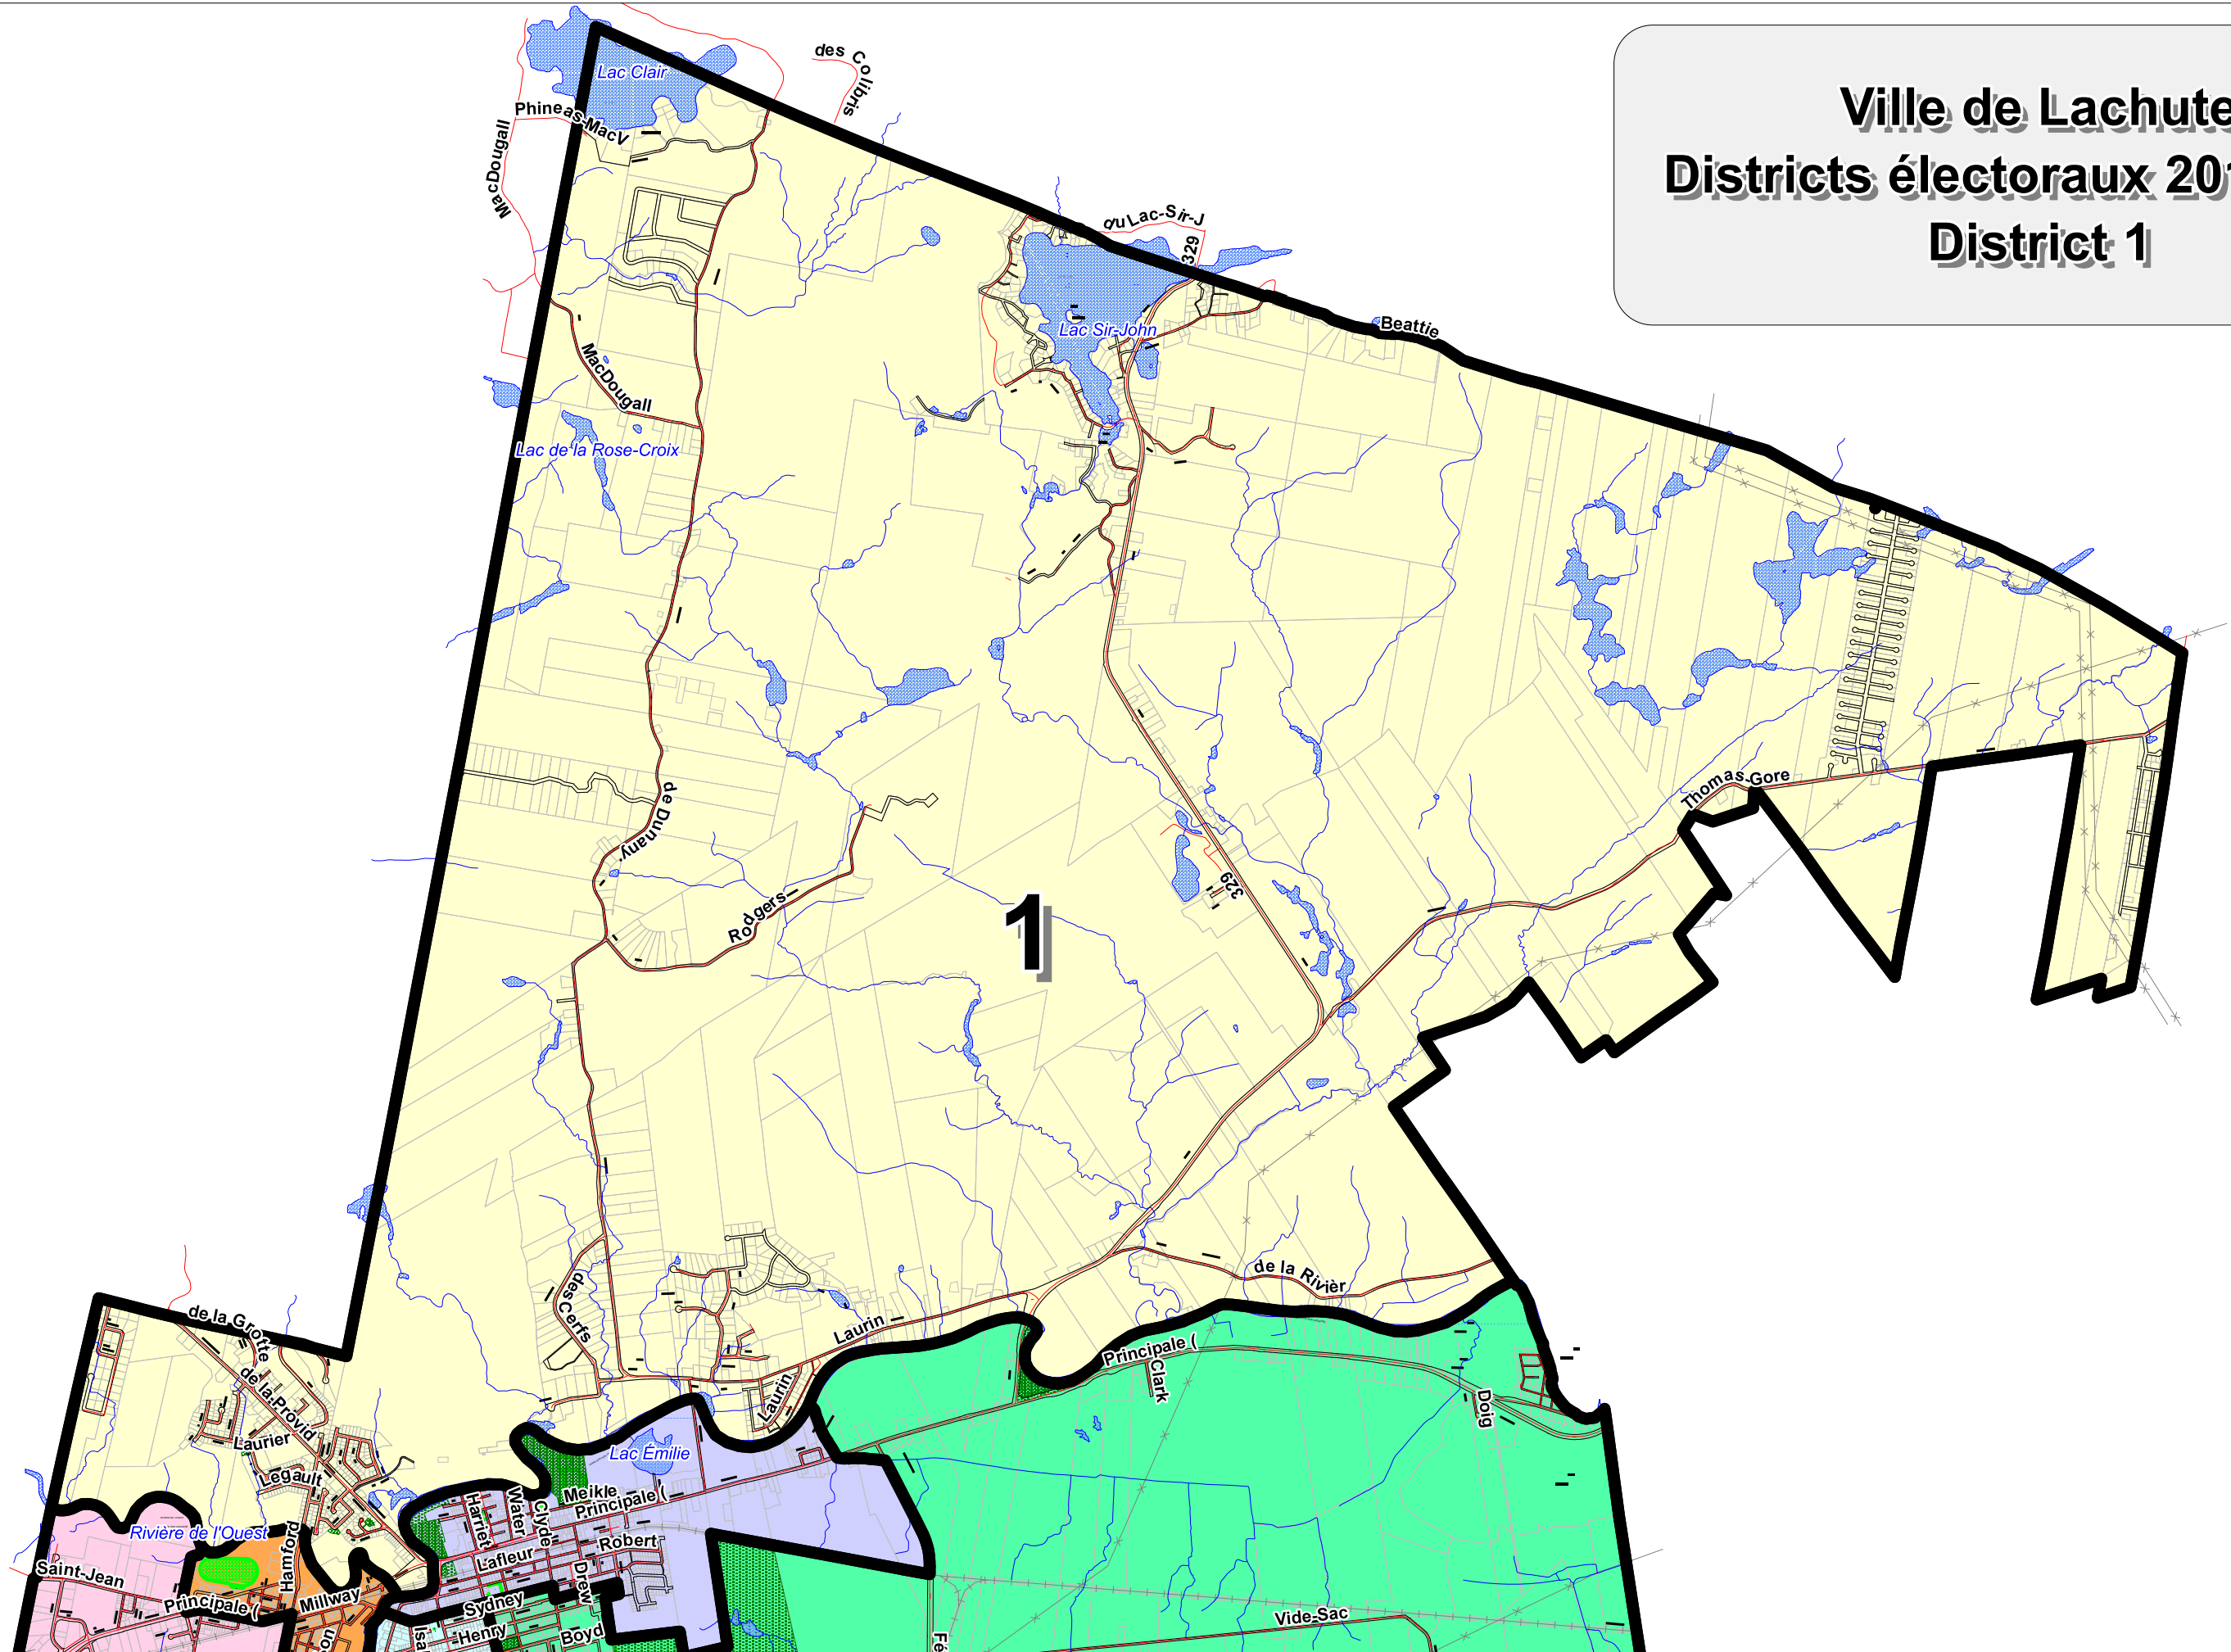 Ville de Lachute
Districts électoraux 201
District 1
Lac Clair
des Colibris
Phineas-MacV
MacDougall
du Lac-Sir-J
329
Lac Sir-John
Beattie
MacDougall
Lac de la Rose-Croix
de Dunany
Thomas-Gore
Rodgers
329
1
des Cerfs
de la Rivièr
de la Grotte
Laurin
Principale (
Clark
de la Provid
Laurin
Doig
Laurier
Lac Émilie
Legault
Meikle
Principale (
Harriet
Water
Clyde
Rivière de l'Ouest
Hamford
Lafleur
Robert
Saint-Jean
Drew
Principale (
Millway
Sydney
Vide-Sac
Henry
Boyd
Isa
on
Fé